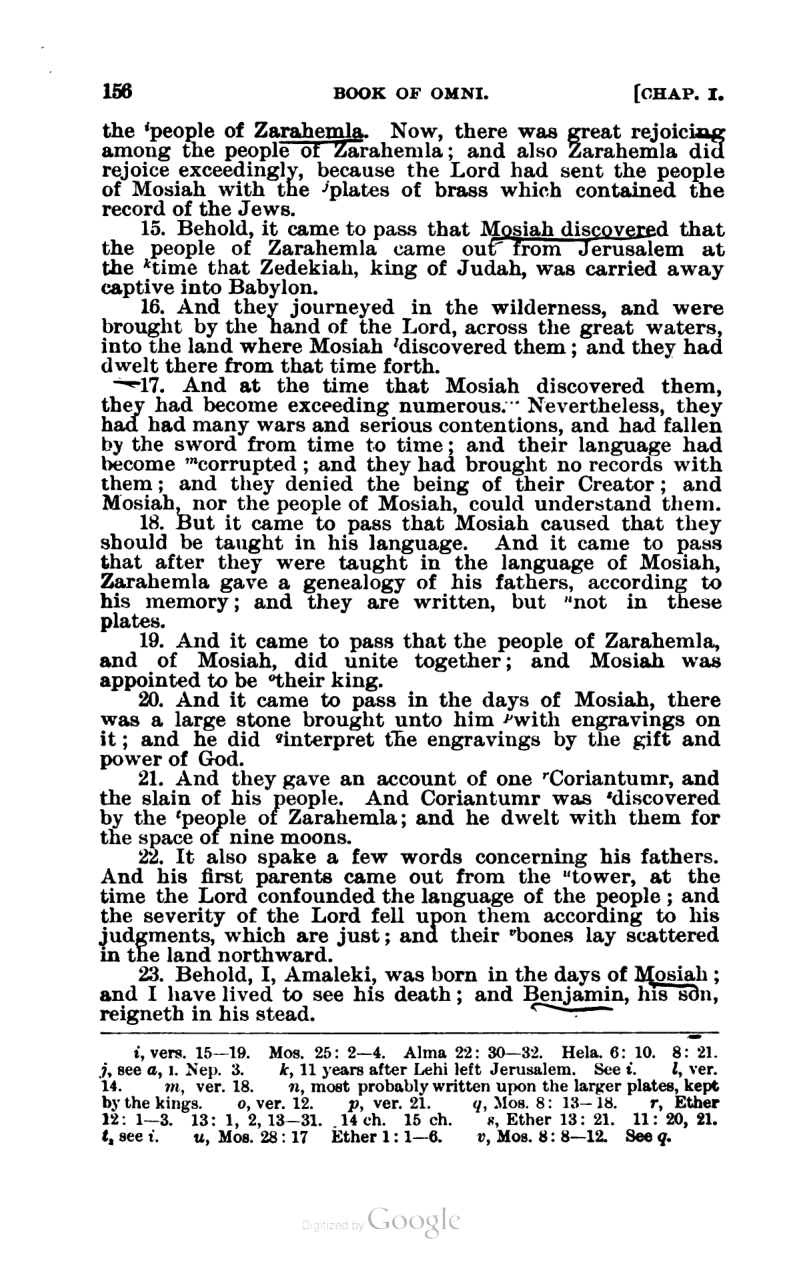 156 BOOK OF OMNI. [CHAP. I.
the ⁱpeople of Zarahemla. Now, there was great rejoicing
among the people of Zarahemla; and also Zarahemla did
rejoice exceedingly, because the Lord had sent the people
of Mosiah with the ʲplates of brass which contained the
record of the Jews.
15. Behold, it came to pass that Mosiah discovered that
the people of Zarahemla came out from Jerusalem at
the ᵏtime that Zedekiah, king of Judah, was carried away
captive into Babylon.
16. And they journeyed in the wilderness, and were
brought by the hand of the Lord, across the great waters,
into the land where Mosiah ˡdiscovered them; and they had
dwelt there from that time forth.
17. And at the time that Mosiah discovered them,
they had become exceeding numerous. Nevertheless, they
had had many wars and serious contentions, and had fallen
by the sword from time to time; and their language had
become ᵐcorrupted; and they had brought no records with
them; and they denied the being of their Creator; and
Mosiah, nor the people of Mosiah, could understand them.
18. But it came to pass that Mosiah caused that they
should be taught in his language. And it came to pass
that after they were taught in the language of Mosiah,
Zarahemla gave a genealogy of his fathers, according to
his memory; and they are written, but ⁿnot in these
plates.
19. And it came to pass that the people of Zarahemla,
and of Mosiah, did unite together; and Mosiah was
appointed to be ᵒtheir king.
20. And it came to pass in the days of Mosiah, there
was a large stone brought unto him ᵖwith engravings on
it; and he did qinterpret the engravings by the gift and
power of God.
21. And they gave an account of one ʳCoriantumr, and
the slain of his people. And Coriantumr was ˢdiscovered
by the ᵗpeople of Zarahemla; and he dwelt with them for
the space of nine moons.
22. It also spake a few words concerning his fathers.
And his first parents came out from the ᵘtower, at the
time the Lord confounded the language of the people; and
the severity of the Lord fell upon them according to his
judgments, which are just; and their ᵛbones lay scattered
in the land northward.
23. Behold, I, Amaleki, was born in the days of Mosiah;
and I have lived to see his death; and Benjamin, his son,
reigneth in his stead.
i, vers. 15—19. Mos. 25: 2—4. Alma 22: 30—32. Hela. 6: 10. 8: 21.
j, see a, 1. Nep. 3. k, 11 years after Lehi left Jerusalem. See i. l, ver.
14. m, ver. 18. n, most probably written upon the larger plates, kept
by the kings. o, ver. 12. p, ver. 21. q, Mos. 8: 13—18. r, Ether
12: 1—3. 13: 1, 2, 13—31. 14 ch. 15 ch. s, Ether 13: 21. 11: 20, 21.
t, see i. u, Mos. 28: 17 Ether 1: 1—6. v, Mos. 8: 8—12. See q.
Digitized by Google